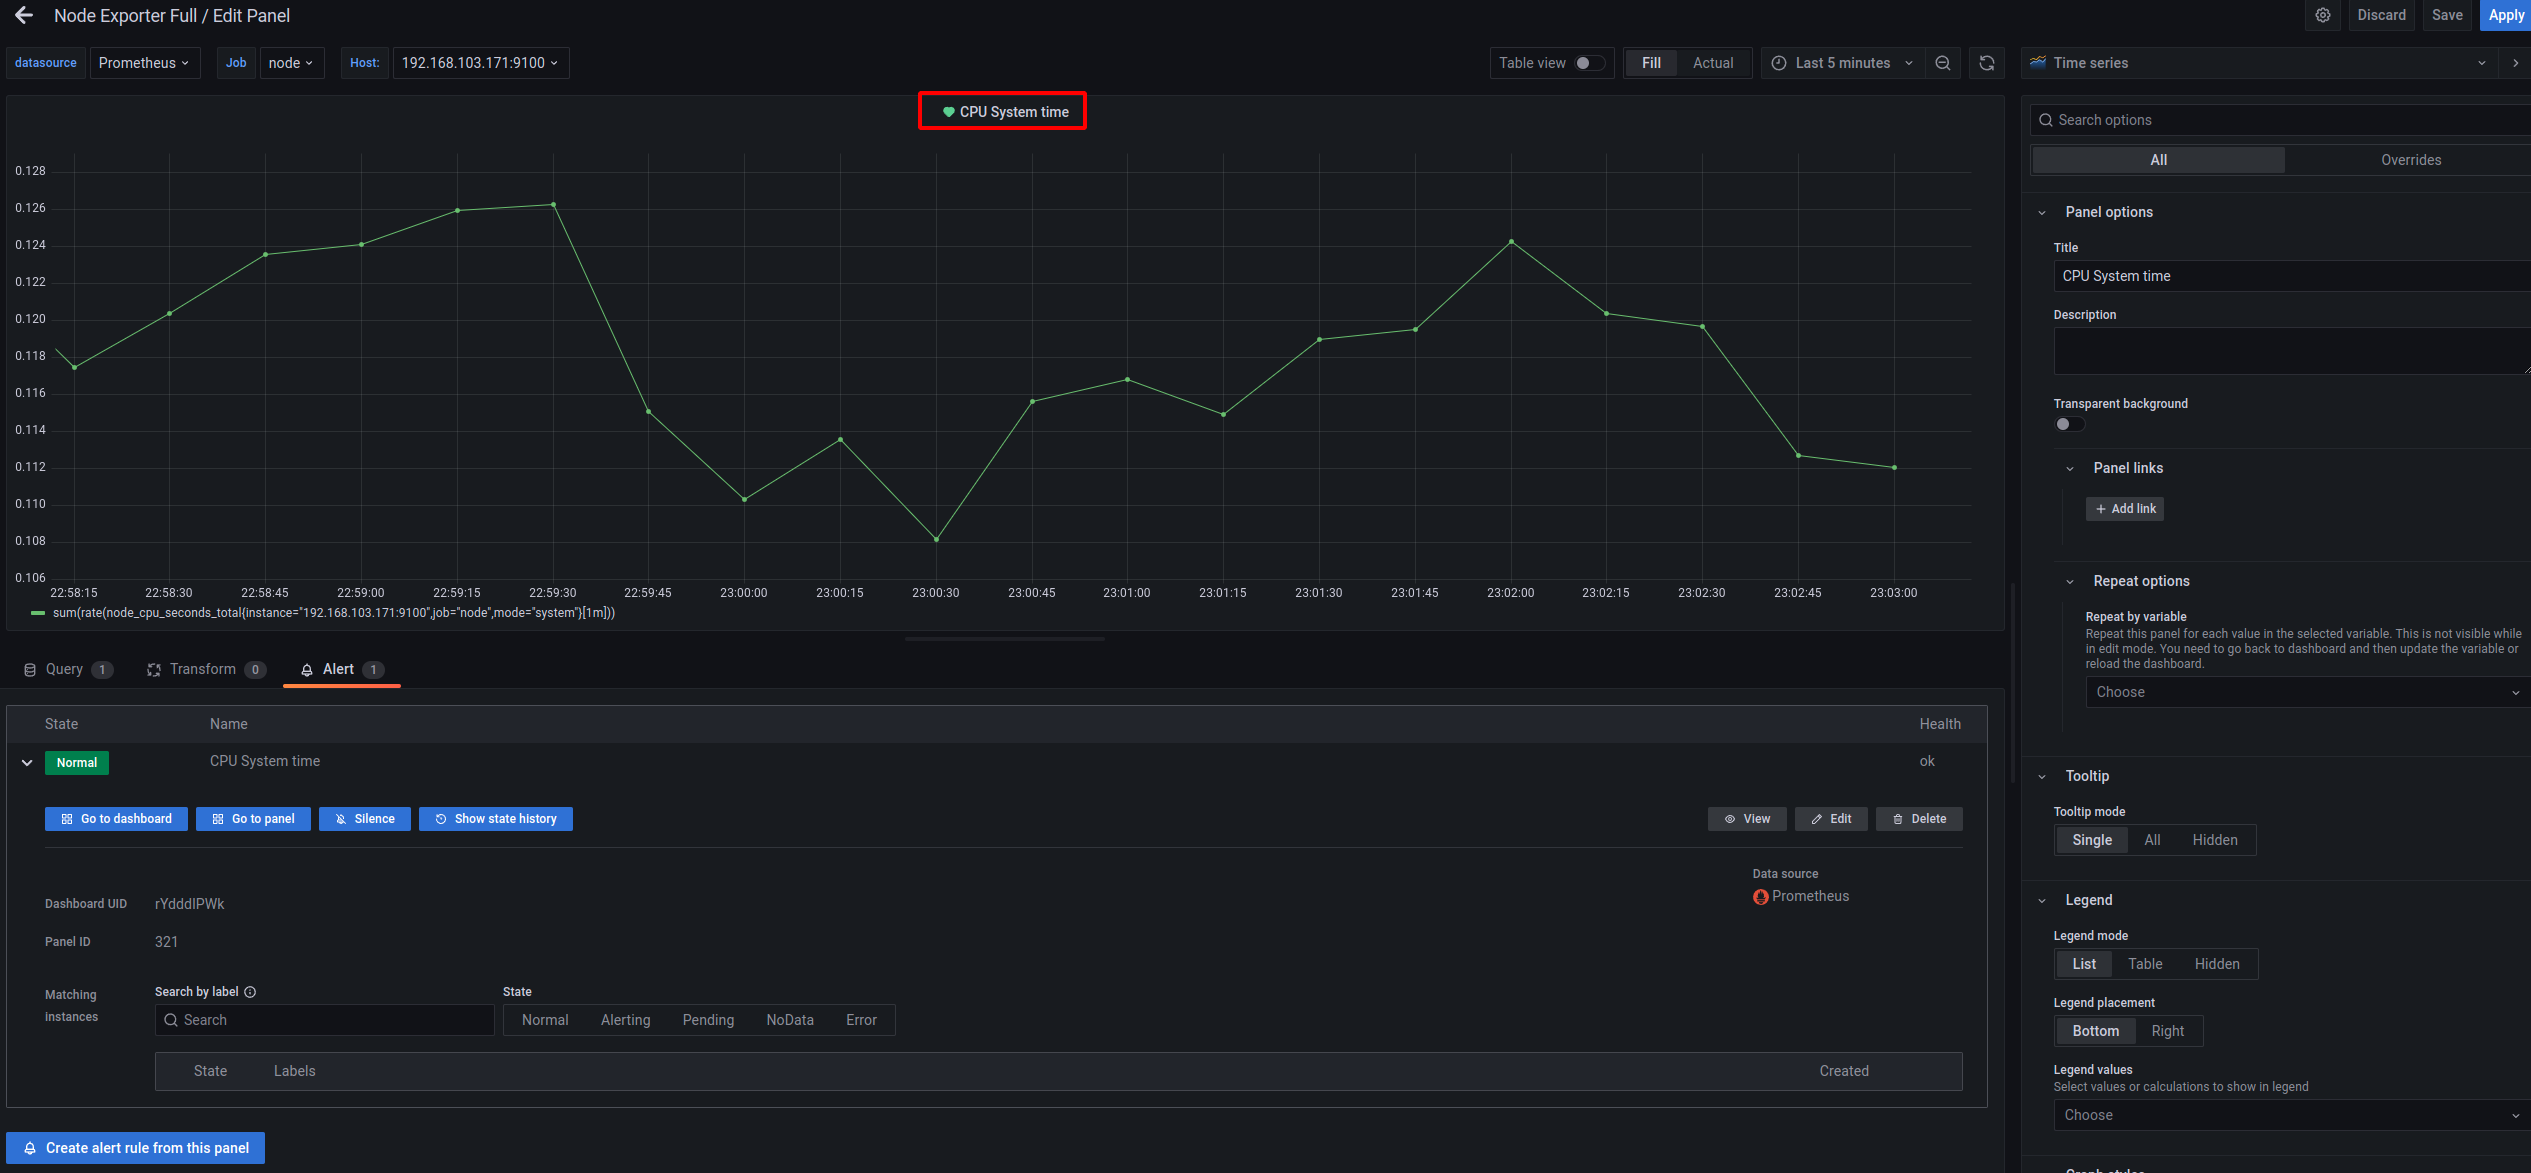 Node Exporter Full / Edit Panel
Discard
Save
Apply
datasource
Prometheus
Job
node
Host:
192.168.103.171:9100
Table view
Fill
Actual
Last 5 minutes
Time series
CPU System time
0.128
0.126
0.124
0.122
0.120
0.118
0.116
0.114
0.112
0.110
0.108
0.106
22:58:15 22:58:30 22:58:45 22:59:00 22:59:15 22:59:30 22:59:45 23:00:00 23:00:15 23:00:30 23:00:45 23:01:00 23:01:15 23:01:30 23:01:45 23:02:00 23:02:15 23:02:30 23:02:45 23:03:00
sum(rate(node_cpu_seconds_total{instance="192.168.103.171:9100",job="node",mode="system"}[1m]))
Query 1
Transform 0
Alert 1
State Name Health
Normal CPU System time ok
Go to dashboard
Go to panel
Silence
Show state history
View
Edit
Delete
Data source
Prometheus
Dashboard UID rYdddlPWk
Panel ID 321
Matching
instances
Search by label
Search
State
Normal Alerting Pending NoData Error
State Labels Created
Create alert rule from this panel
Search options
All
Overrides
Panel options
Title
CPU System time
Description
Transparent background
Panel links
+ Add link
Repeat options
Repeat by variable
Repeat this panel for each value in the selected variable. This is not visible while
in edit mode. You need to go back to dashboard and then update the variable or
reload the dashboard.
Choose
Tooltip
Tooltip mode
Single All Hidden
Legend
Legend mode
List Table Hidden
Legend placement
Bottom Right
Legend values
Select values or calculations to show in legend
Choose